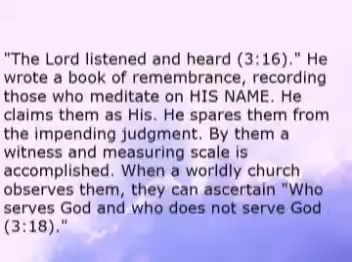 "The Lord listened and heard (3:16)." He
wrote a book of remembrance, recording
those who meditate on HIS NAME. He
claims them as His. He spares them from
the impending judgment. By them a
witness and measuring scale is
accomplished. When a worldly church
observes them, they can ascertain "Who
serves God and who does not serve God
(3:18)."